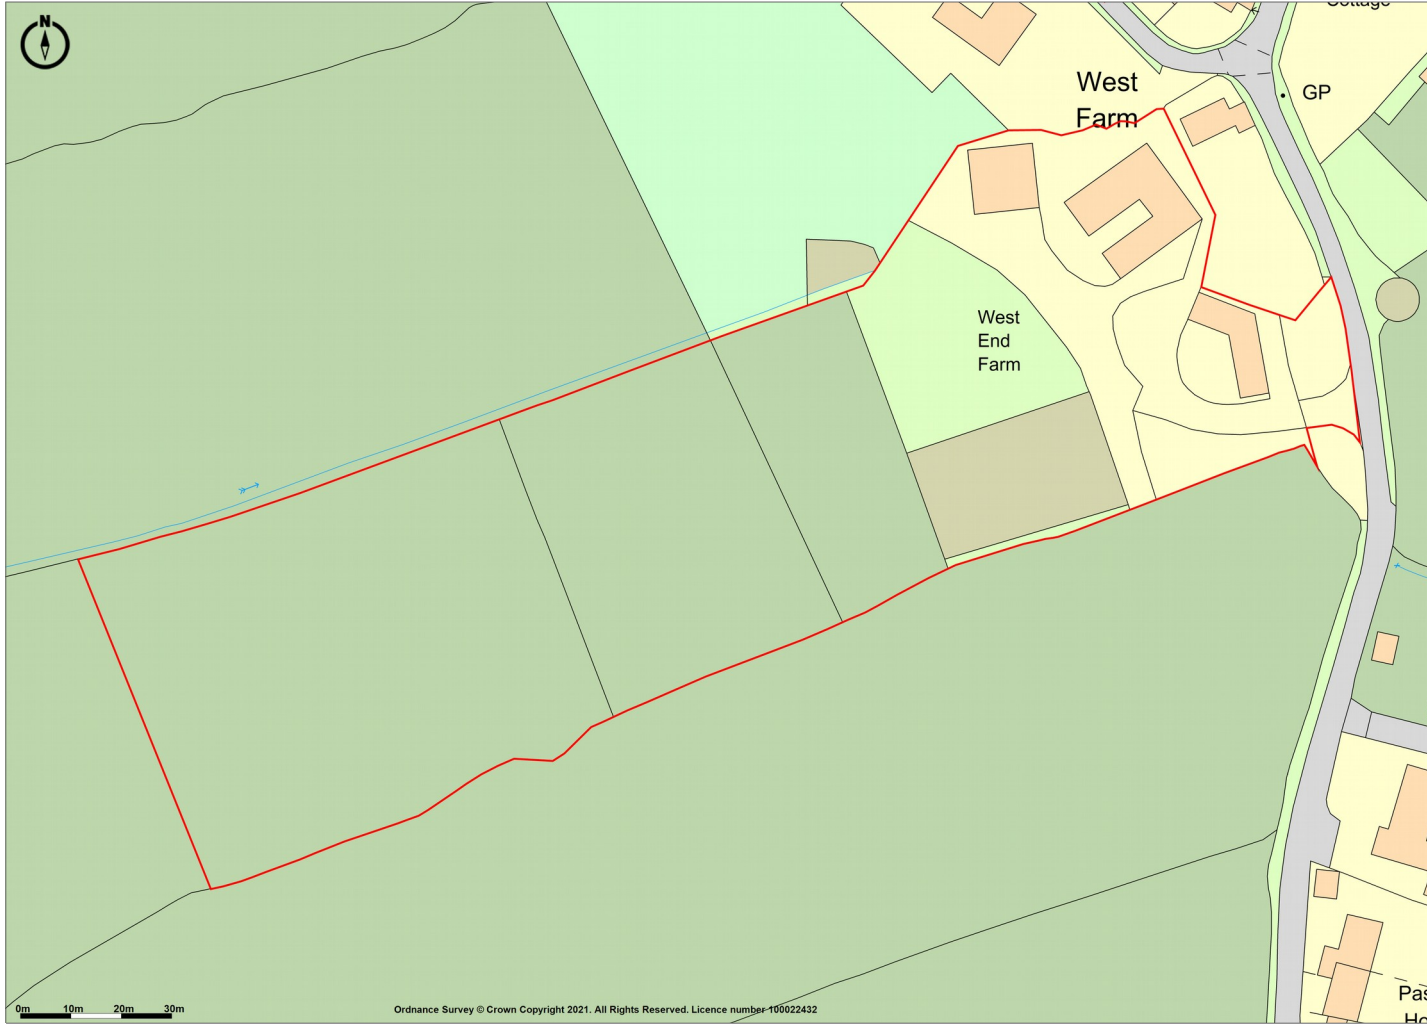 N
Cottage
West
Farm
GP
West
End
Farm
0m 10m 20m 30m
Ordnance Survey © Crown Copyright 2021. All Rights Reserved. Licence number 100022432